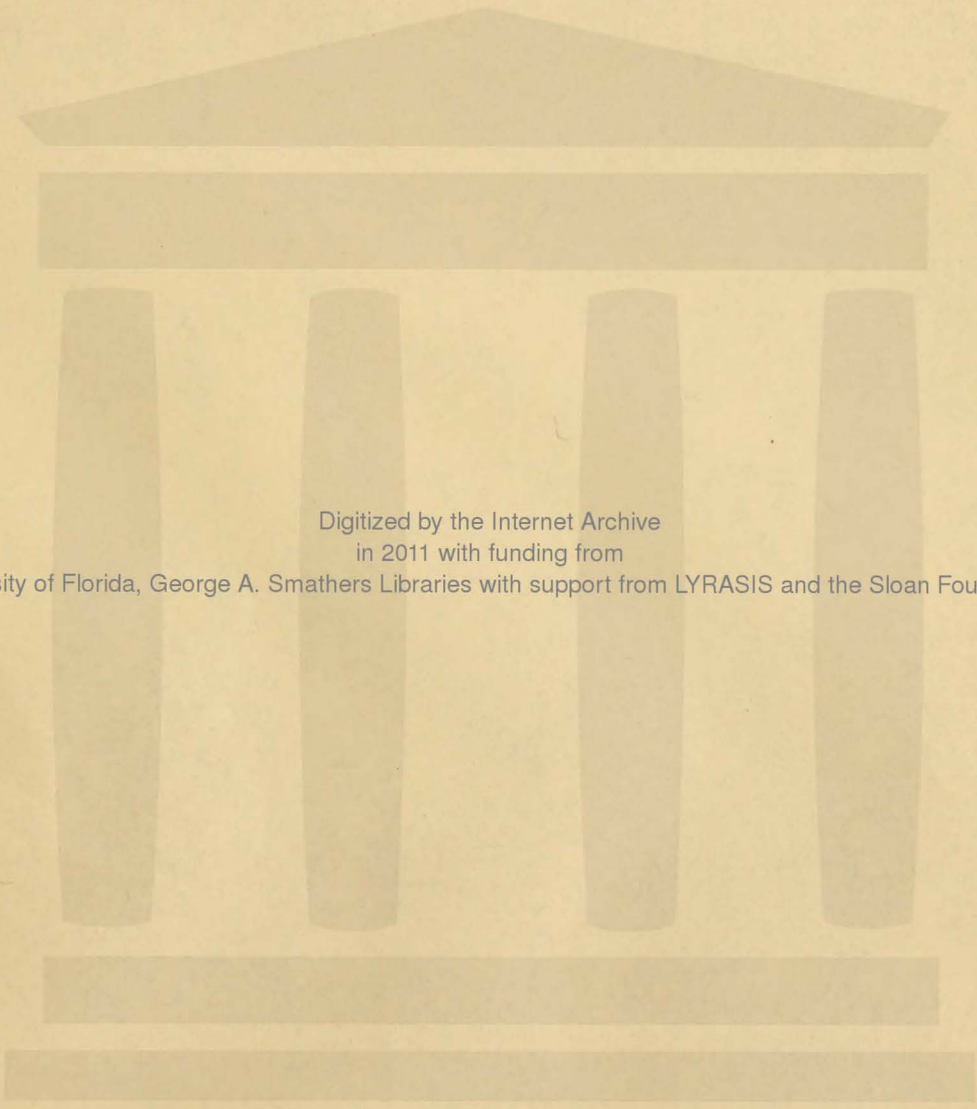 Digitized by the Internet Archive
in 2011 with funding from
sity of Florida, George A. Smathers Libraries with support from LYRASIS and the Sloan Fou